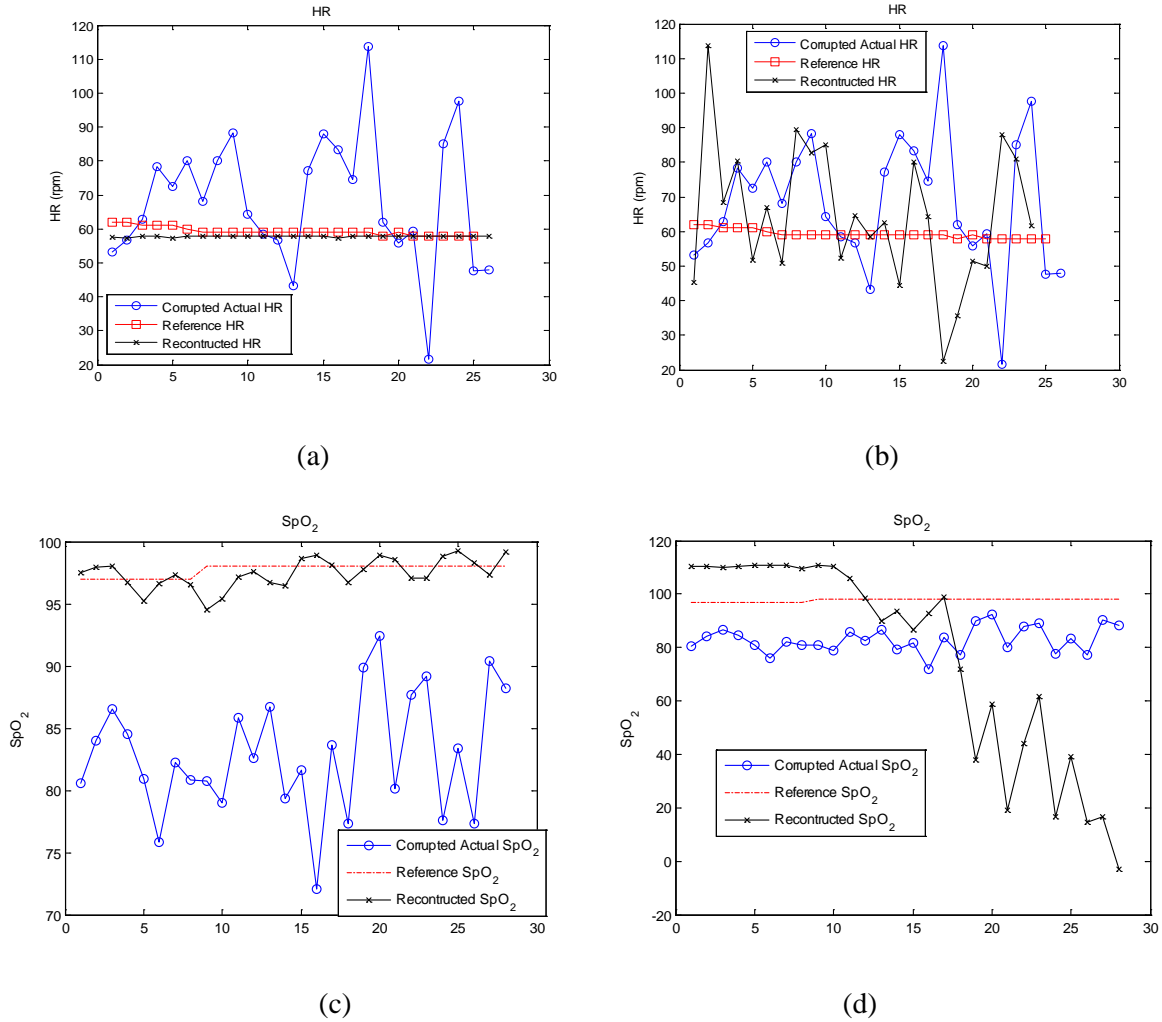 HR
HR (rpm)
120
110
100
90
80
70
60
50
40
30
20
0 5 10 15 20 25 30
Corrupted Actual HR
Reference HR
Recontructed HR
(a)
HR
HR (rpm)
120
110
100
90
80
70
60
50
40
30
20
0 5 10 15 20 25 30
Corrupted Actual HR
Reference HR
Recontructed HR
(b)
SpO2
SpO2
100
95
90
85
80
75
70
0 5 10 15 20 25 30
Corrupted Actual SpO2
Reference SpO2
Recontructed SpO2
(c)
SpO2
SpO2
120
100
80
60
40
20
0
-20
0 5 10 15 20 25 30
Corrupted Actual SpO2
Reference SpO2
Recontructed SpO2
(d)